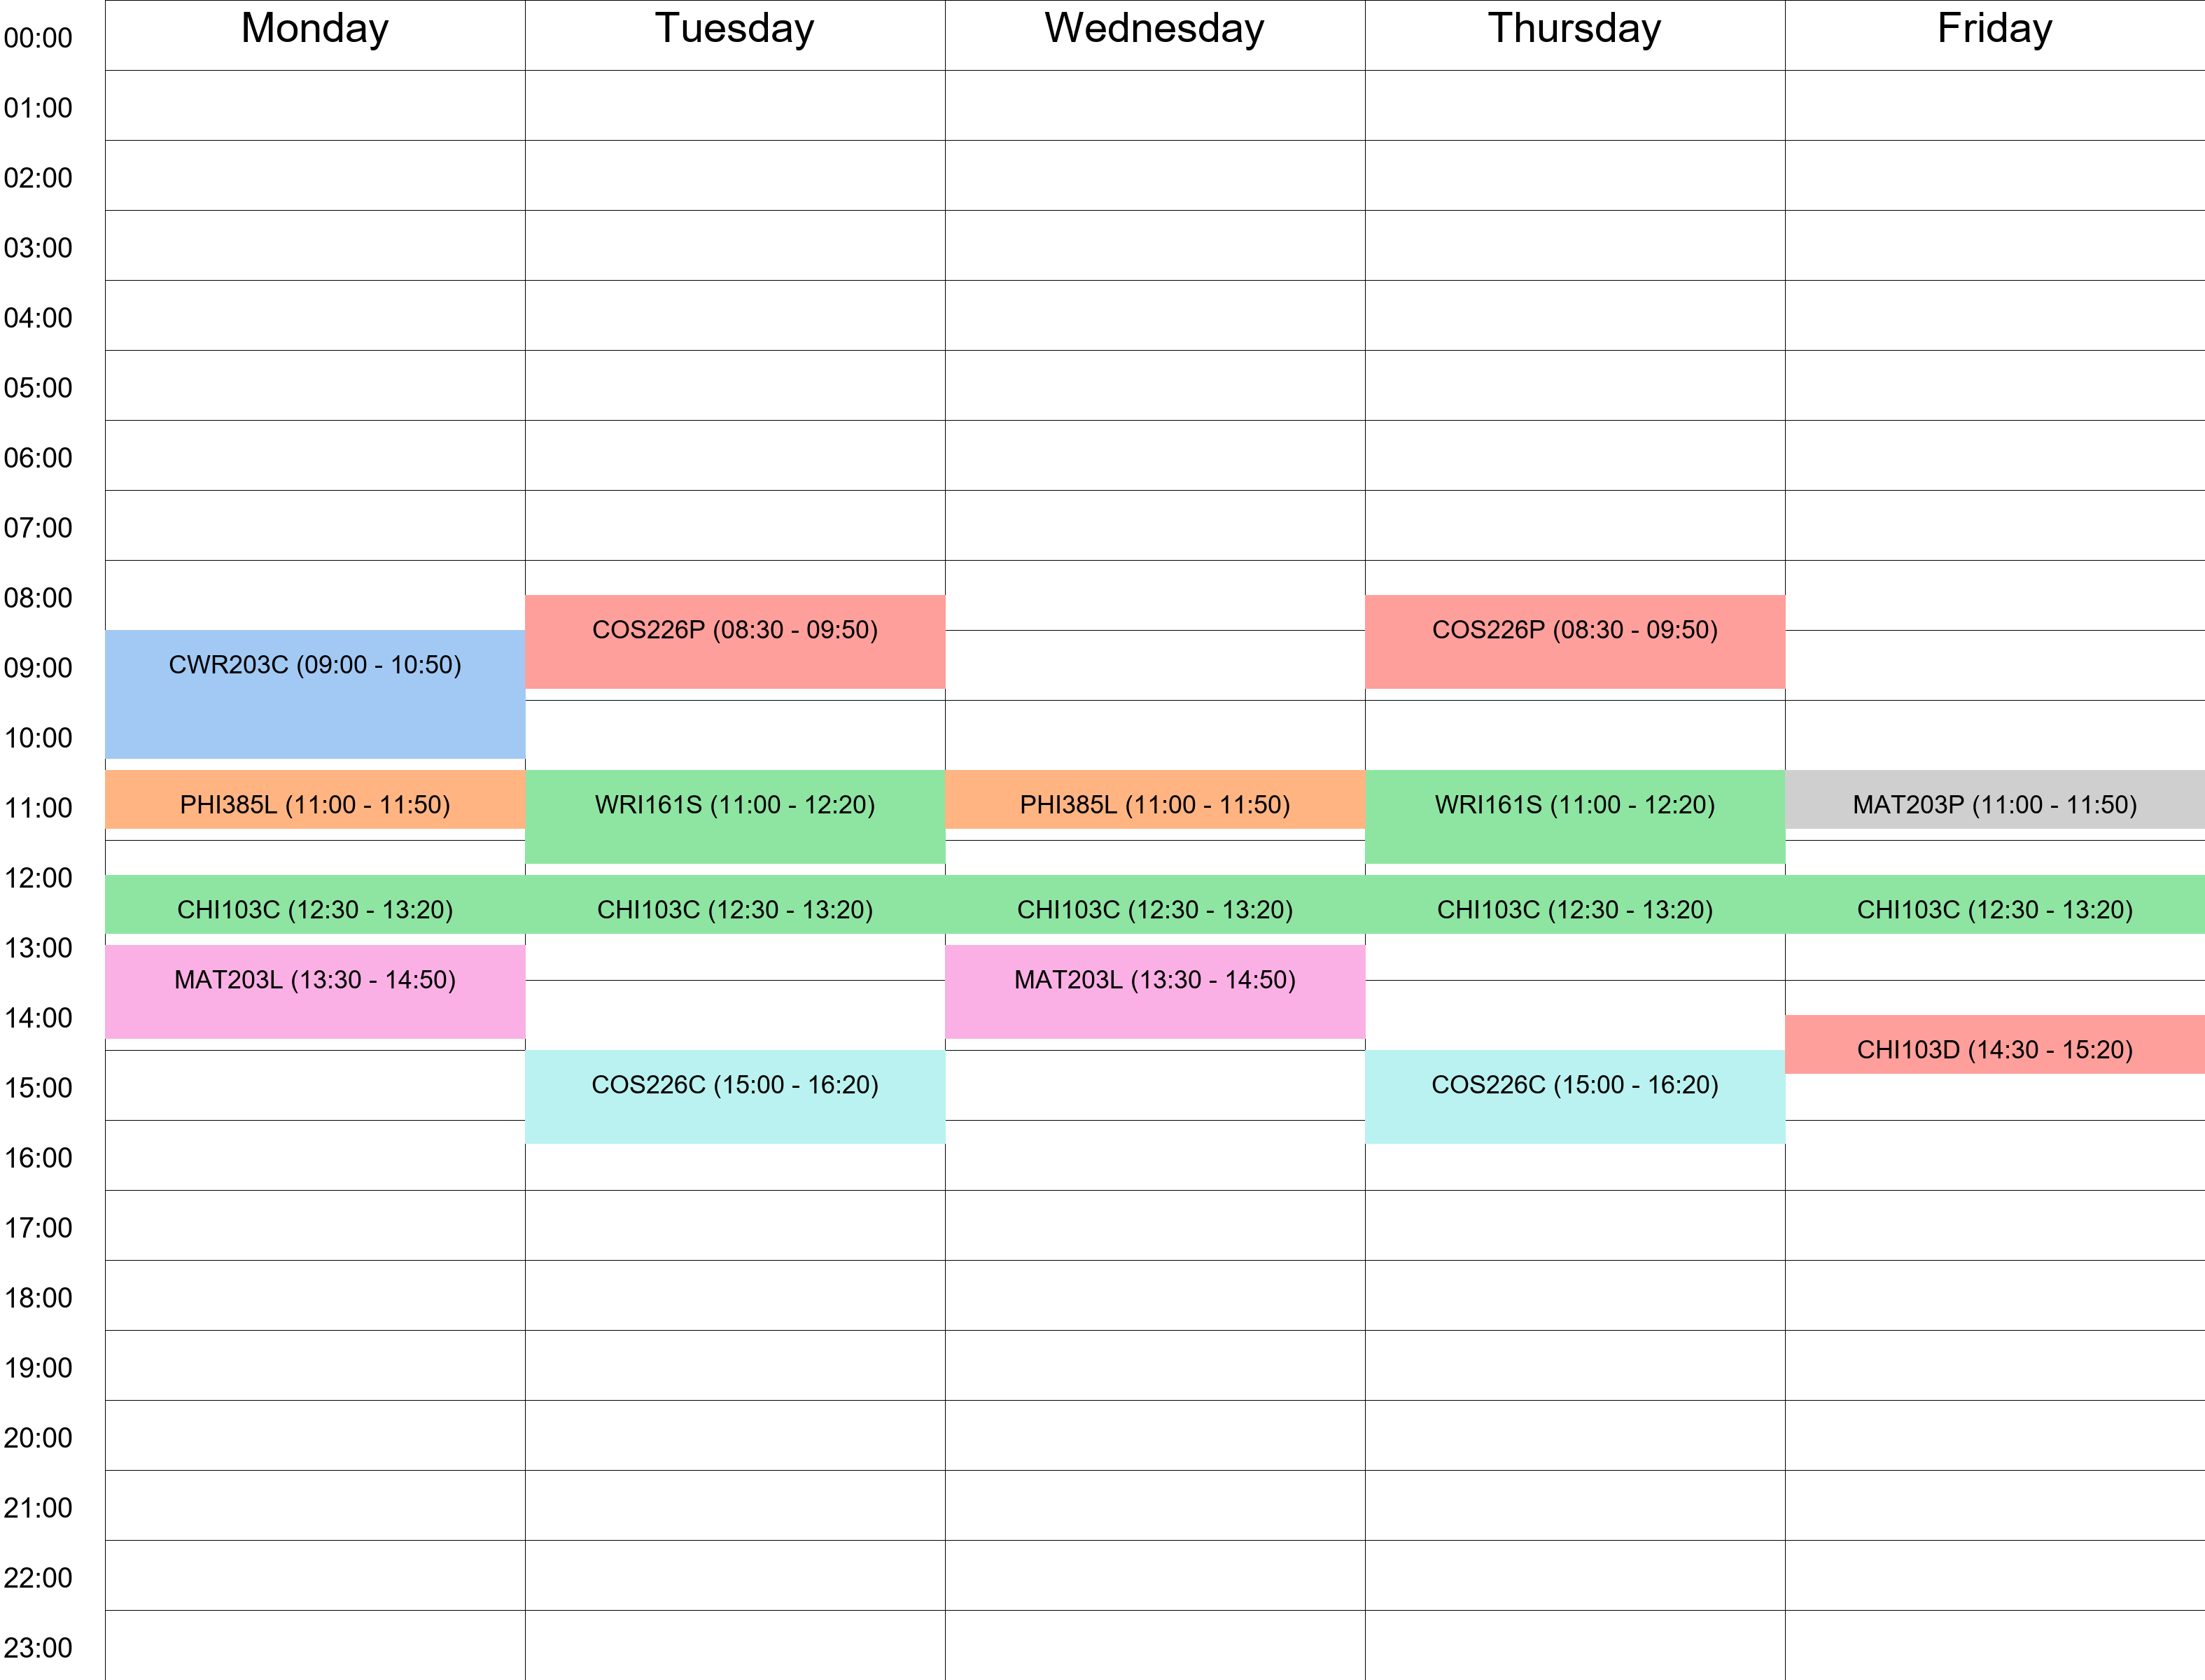 Monday Tuesday Wednesday Thursday Friday
00:00
01:00
02:00
03:00
04:00
05:00
06:00
07:00
08:00
COS226P (08:30 - 09:50) COS226P (08:30 - 09:50)
CWR203C (09:00 - 10:50)
09:00
10:00
11:00 PHI385L (11:00 - 11:50) WRI161S (11:00 - 12:20) PHI385L (11:00 - 11:50) WRI161S (11:00 - 12:20) MAT203P (11:00 - 11:50)
12:00
CHI103C (12:30 - 13:20) CHI103C (12:30 - 13:20) CHI103C (12:30 - 13:20) CHI103C (12:30 - 13:20) CHI103C (12:30 - 13:20)
13:00
MAT203L (13:30 - 14:50) MAT203L (13:30 - 14:50)
14:00
CHI103D (14:30 - 15:20)
15:00 COS226C (15:00 - 16:20) COS226C (15:00 - 16:20)
16:00
17:00
18:00
19:00
20:00
21:00
22:00
23:00